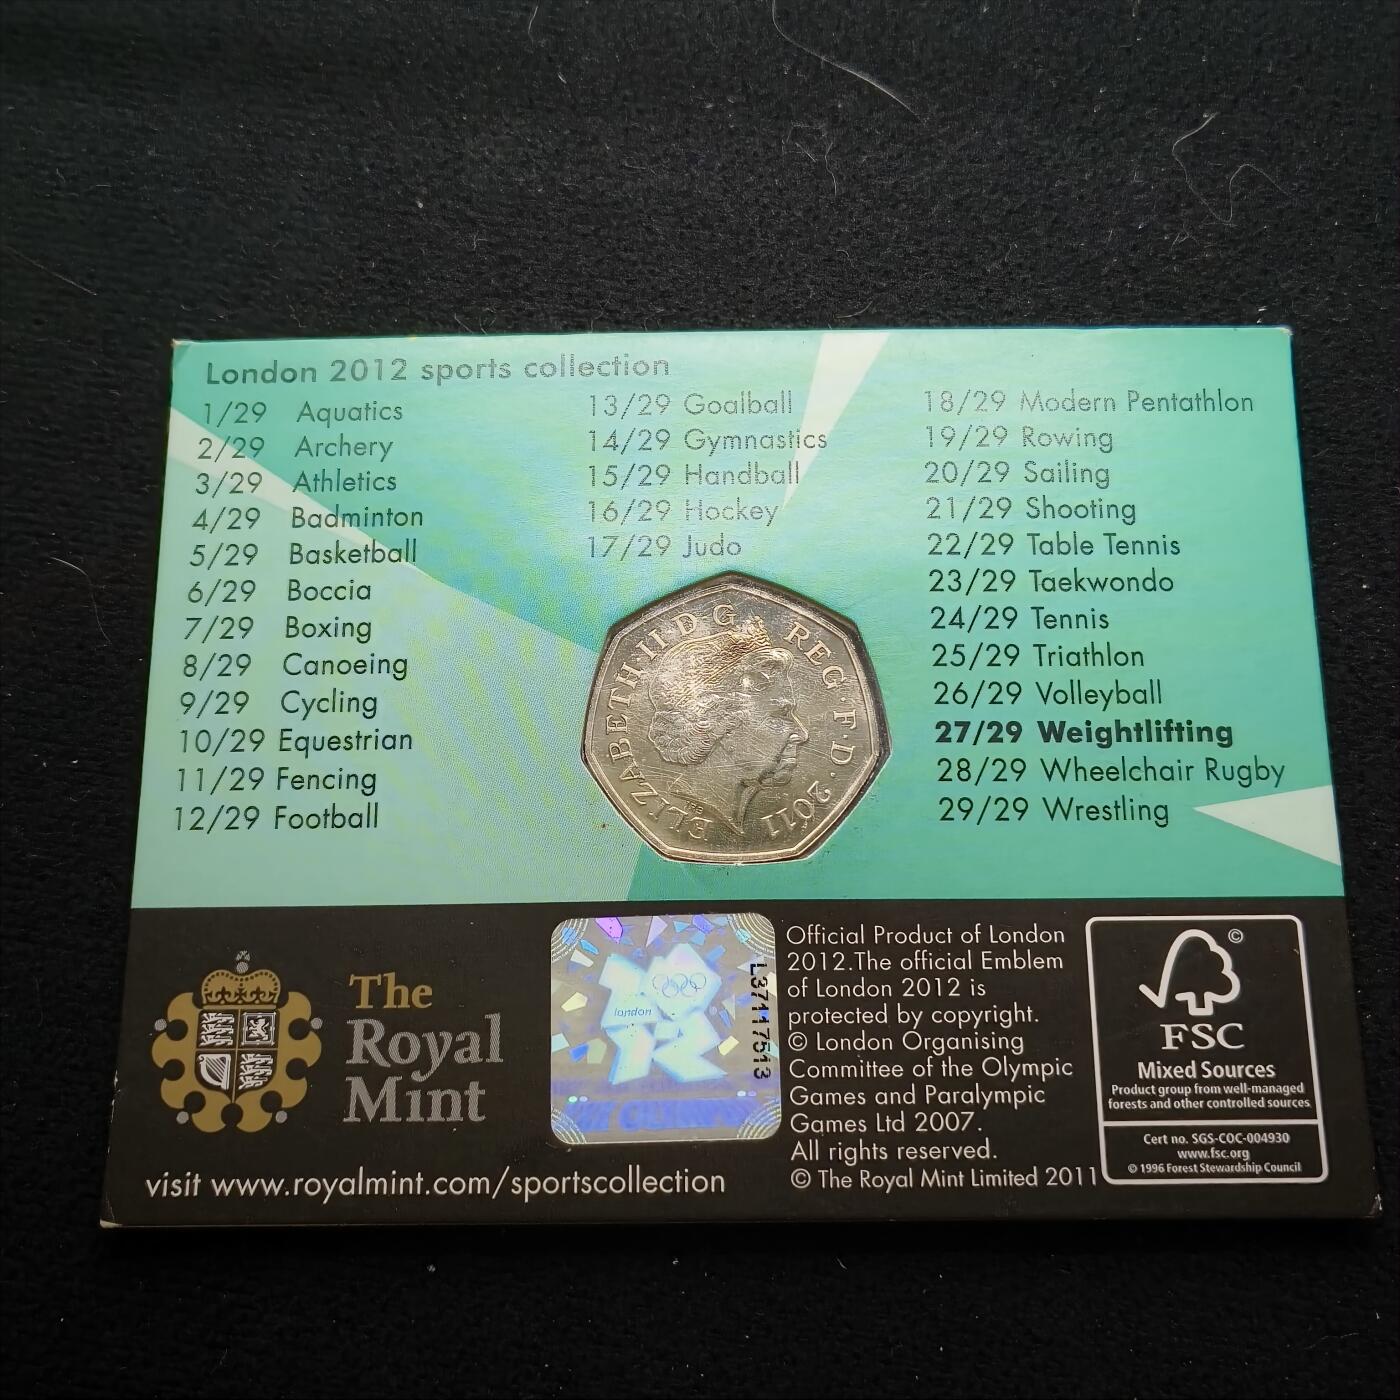 London 2012 sports collection
1/29 Aquatics
2/29 Archery
3/29 Athletics
4/29 Badminton
5/29 Basketball
6/29 Boccia
7/29 Boxing
8/29 Canoeing
9/29 Cycling
10/29 Equestrian
11/29 Fencing
12/29 Football
13/29 Goalball
14/29 Gymnastics
15/29 Handball
16/29 Hockey
17/29 Judo
18/29 Modern Pentathlon
19/29 Rowing
20/29 Sailing
21/29 Shooting
22/29 Table Tennis
23/29 Taekwondo
24/29 Tennis
25/29 Triathlon
26/29 Volleyball
27/29 Weightlifting
28/29 Wheelchair Rugby
29/29 Wrestling
ELIZABETH·II·D·G REG·F·D·2011
IRB
The
Royal
Mint
visit www.royalmint.com/sportscollection
london
L37117513
Official Product of London
2012.The official Emblem
of London 2012 is
protected by copyright.
© London Organising
Committee of the Olympic
Games and Paralympic
Games Ltd 2007.
All rights reserved.
© The Royal Mint Limited 2011
©
FSC
Mixed Sources
Product group from well-managed
forests and other controlled sources
Cert no. SGS-COC-004930
www.fsc.org
© 1996 Forest Stewardship Council